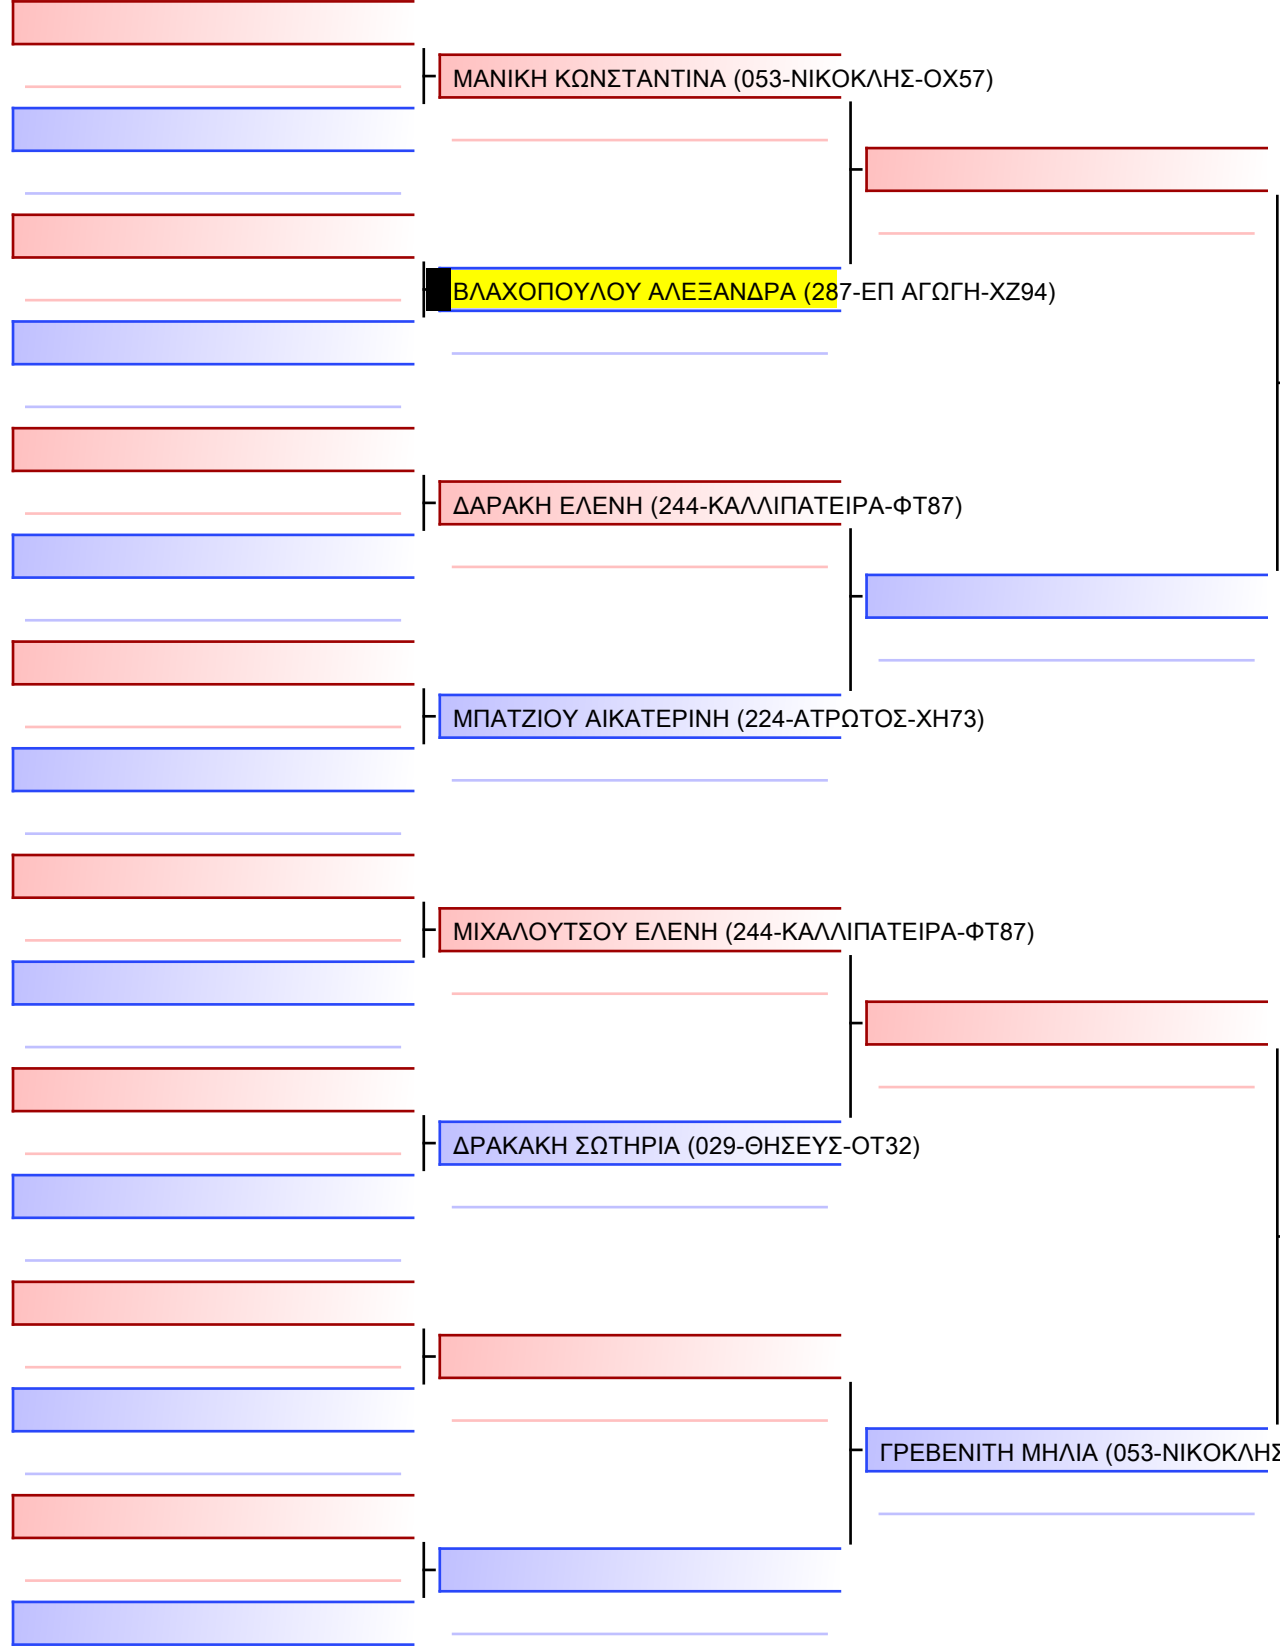 ΜΑΝΙΚΗ ΚΩΝΣΤΑΝΤΙΝΑ (053-ΝΙΚΟΚΛΗΣ-ΟΧ57)
ΒΛΑΧΟΠΟΥΛΟΥ ΑΛΕΞΑΝΔΡΑ (287-ΕΠ ΑΓΩΓΗ-ΧΖ94)
ΔΑΡΑΚΗ ΕΛΕΝΗ (244-ΚΑΛΛΙΠΑΤΕΙΡΑ-ΦΤ87)
ΜΠΑΤΖΙΟΥ ΑΙΚΑΤΕΡΙΝΗ (224-ΑΤΡΩΤΟΣ-ΧΗ73)
ΜΙΧΑΛΟΥΤΣΟΥ ΕΛΕΝΗ (244-ΚΑΛΛΙΠΑΤΕΙΡΑ-ΦΤ87)
ΔΡΑΚΑΚΗ ΣΩΤΗΡΙΑ (029-ΘΗΣΕΥΣ-ΟΤ32)
ΓΡΕΒΕΝΙΤΗ ΜΗΛΙΑ (053-ΝΙΚΟΚΛΗΣ